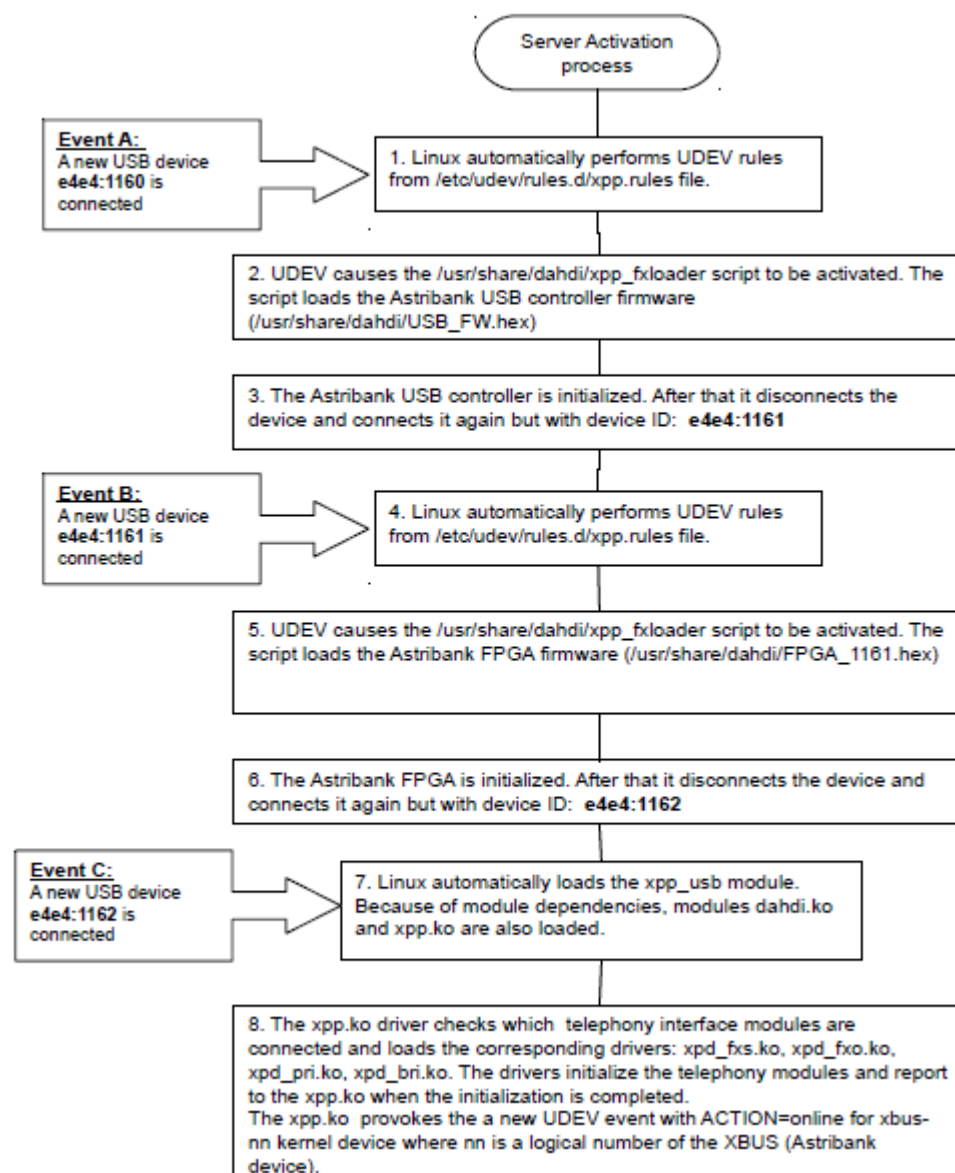 Server Activation
process
Event A:
A new USB device
e4e4:1160 is
connected
1. Linux automatically performs UDEV rules
from /etc/udev/rules.d/xpp.rules file.
2. UDEV causes the /usr/share/dahdi/xpp_fxloader script to be activated. The
script loads the Astribank USB controller firmware
(/usr/share/dahdi/USB_FW.hex)
3. The Astribank USB controller is initialized. After that it disconnects the
device and connects it again but with device ID: e4e4:1161
Event B:
A new USB device
e4e4:1161 is
connected
4. Linux automatically performs UDEV rules
from /etc/udev/rules.d/xpp.rules file.
5. UDEV causes the /usr/share/dahdi/xpp_fxloader script to be activated. The
script loads the Astribank FPGA firmware (/usr/share/dahdi/FPGA_1161.hex)
6. The Astribank FPGA is initialized. After that it disconnects the device and
connects it again but with device ID: e4e4:1162
Event C:
A new USB device
e4e4:1162 is
connected
7. Linux automatically loads the xpp_usb module.
Because of module dependencies, modules dahdi.ko
and xpp.ko are also loaded.
8. The xpp.ko driver checks which telephony interface modules are
connected and loads the corresponding drivers: xpd_fxs.ko, xpd_fxo.ko,
xpd_pri.ko, xpd_bri.ko. The drivers initialize the telephony modules and report
to the xpp.ko when the initialization is completed.
The xpp.ko provokes the a new UDEV event with ACTION=online for xbus-
nn kernel device where nn is a logical number of the XBUS (Astribank
device).